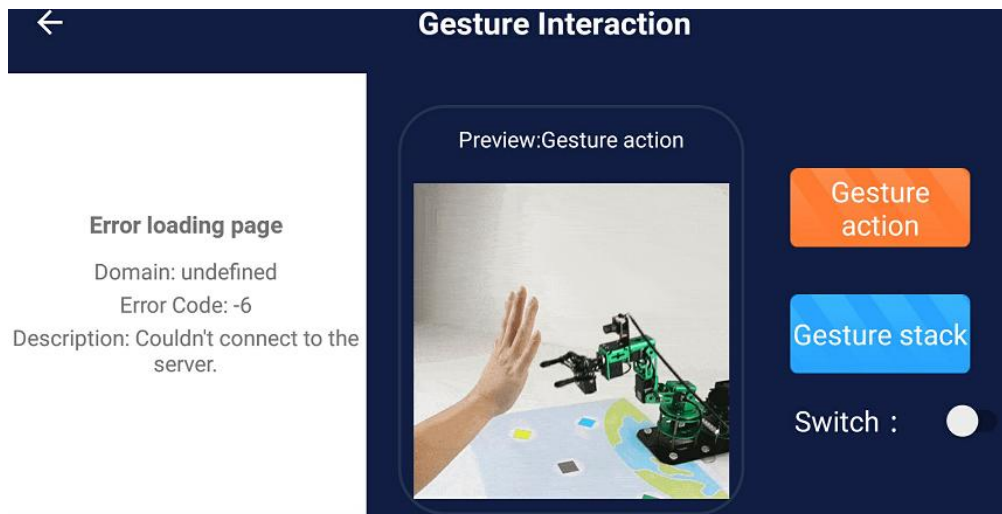 Gesture Interaction
Error loading page
Domain: undefined
Error Code: -6
Description: Couldn't connect to the
server.
Preview:Gesture action
Gesture
action
Gesture stack
Switch :